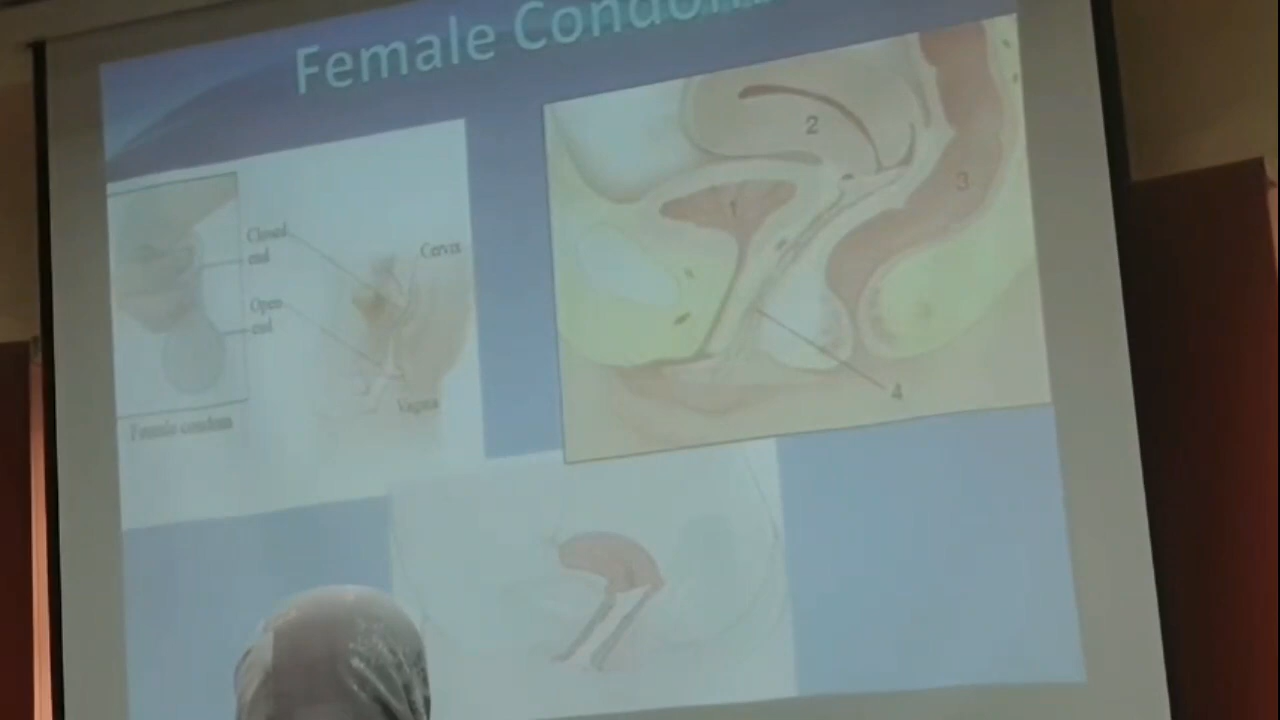 Female Condom
Closed
end
Open
end
Cervix
Vagina
Female condom
2
3
4